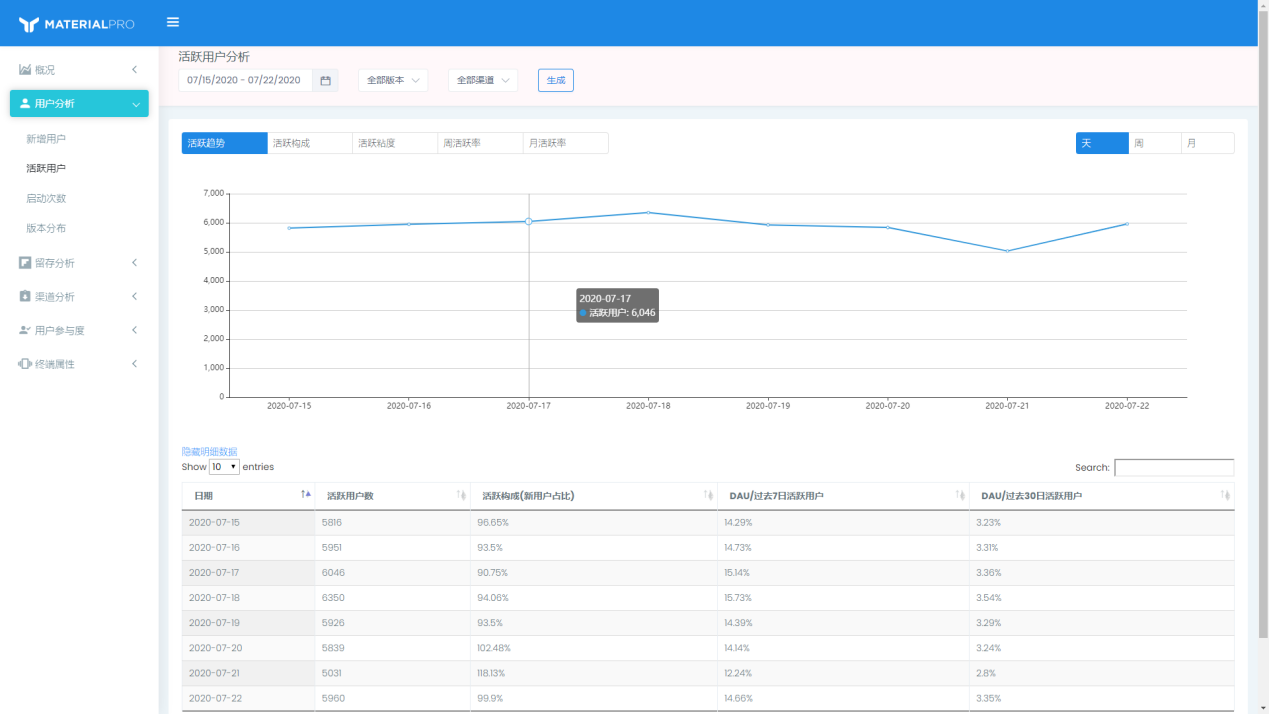 MATERIALPRO
概况
用户分析
新增用户
活跃用户
启动次数
版本分布
留存分析
渠道分析
用户参与度
终端属性
活跃用户分析
07/15/2020 - 07/22/2020 全部版本 全部渠道 生成
活跃趋势 活跃构成 活跃粘度 周活跃率 月活跃率 天 周 月
7,000
6,000
5,000
4,000
3,000
2,000
1,000
0
2020-07-17
活跃用户: 6,046
2020-07-15 2020-07-16 2020-07-17 2020-07-18 2020-07-19 2020-07-20 2020-07-21 2020-07-22
隐藏明细数据
Show 10 entries Search:
日期 活跃用户数 活跃构成(新用户占比) DAU/过去7日活跃用户 DAU/过去30日活跃用户
2020-07-15 5816 96.65% 14.29% 3.23%
2020-07-16 5951 93.5% 14.73% 3.31%
2020-07-17 6046 90.75% 15.14% 3.36%
2020-07-18 6350 94.06% 15.73% 3.54%
2020-07-19 5926 93.5% 14.39% 3.29%
2020-07-20 5839 102.48% 14.14% 3.24%
2020-07-21 5031 118.13% 12.24% 2.8%
2020-07-22 5960 99.9% 14.66% 3.35%